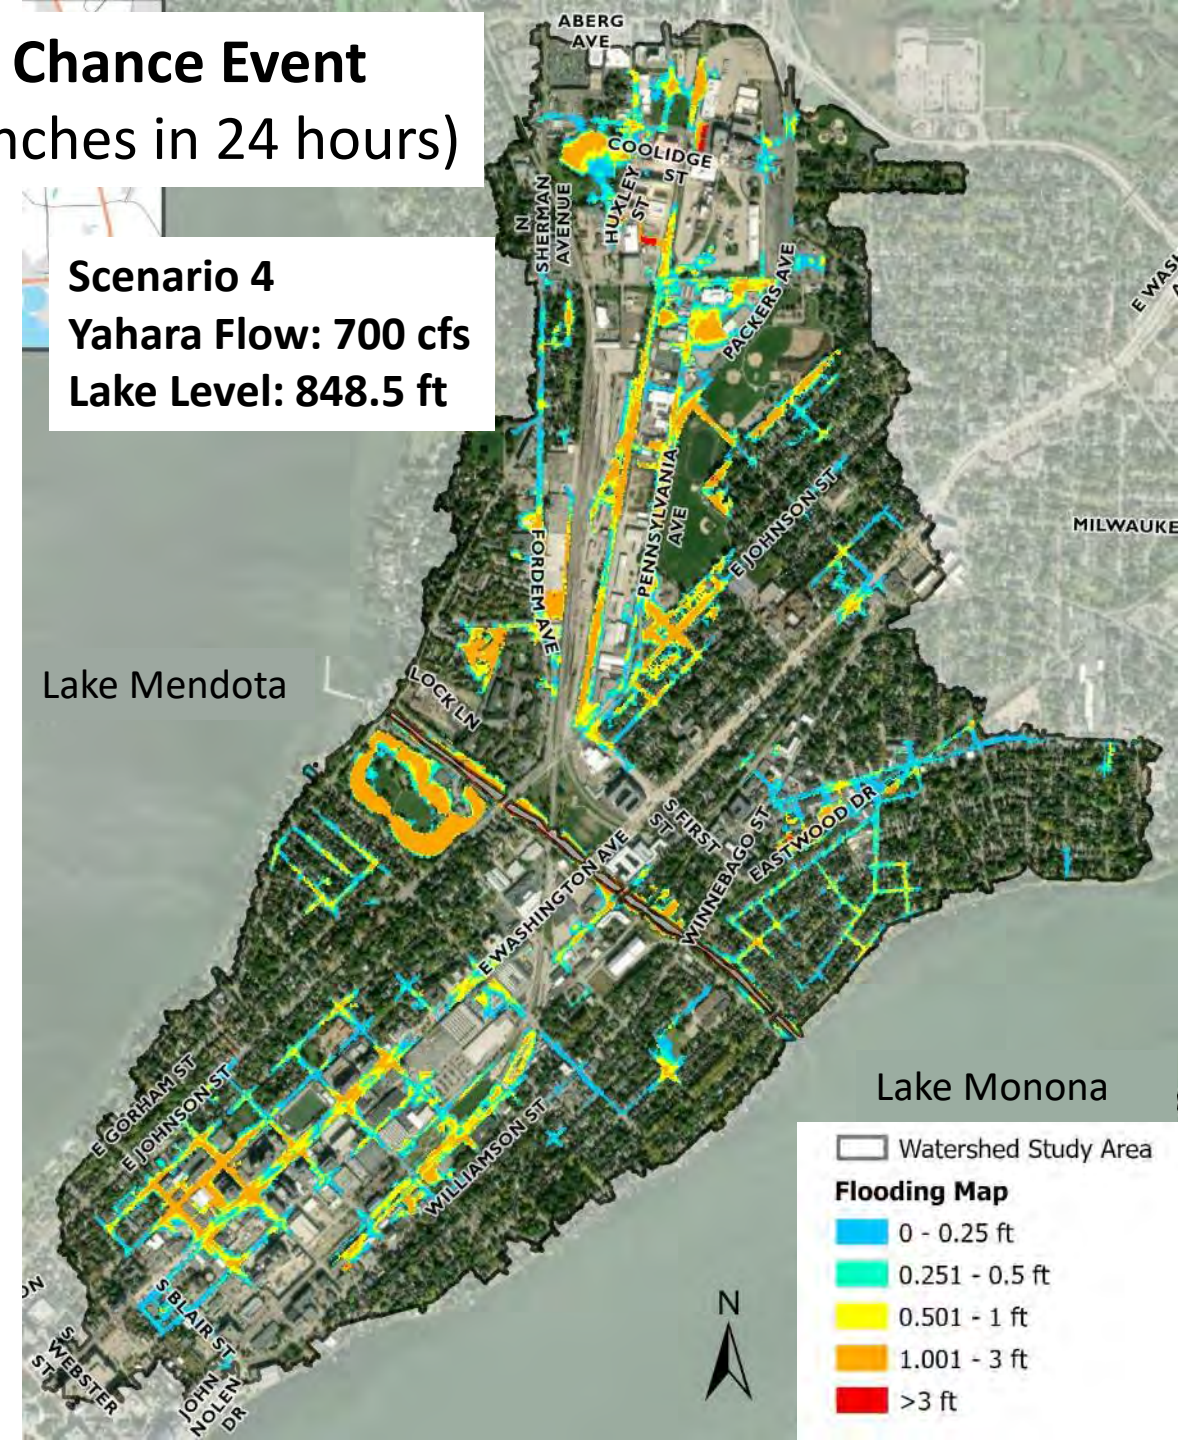 Chance Event
nches in 24 hours)
Scenario 4
Yahara Flow: 700 cfs
Lake Level: 848.5 ft
ABERG
AVE
COOLIDGE
ST
HUXLEY
ST
N
SHERMAN
AVENUE
PACKERS AVE
E WAS
PENNSYLVANIA
AVE
E JOHNSON ST
MILWAUKE
FORDEM AVE
Lake Mendota
LOCK LN
S FIRST
ST
WINNEBAGO ST
EASTWOOD DR
E WASHINGTON AVE
E GORHAM ST
E JOHNSON ST
WILLIAMSON ST
Lake Monona
S BLAIR ST
ON
S
WEBSTER
ST
JOHN
NOLEN
DR
N
Watershed Study Area
Flooding Map
0 - 0.25 ft
0.251 - 0.5 ft
0.501 - 1 ft
1.001 - 3 ft
>3 ft